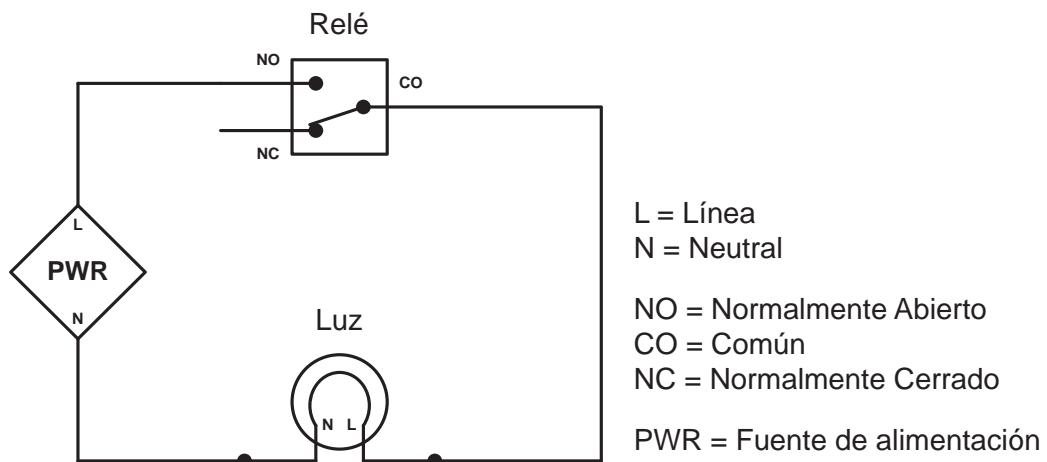 Relé
NO
CO
NC
L
PWR
N
Luz
N L
L = Línea
N = Neutral
NO = Normalmente Abierto
CO = Común
NC = Normalmente Cerrado
PWR = Fuente de alimentación